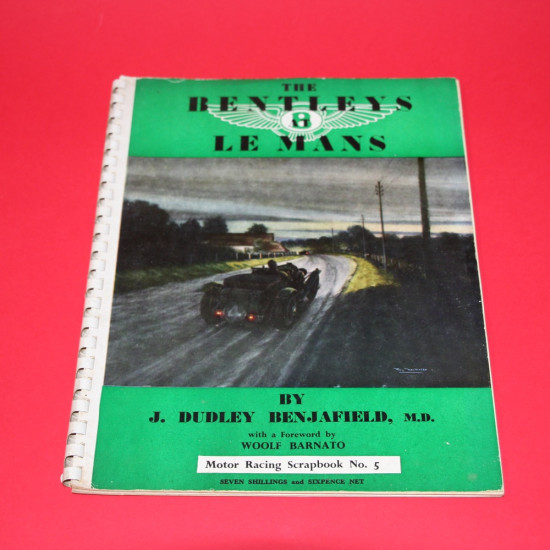 THE
BENTLEYS
AT
LE MANS
BY
J. DUDLEY BENJAFIELD, M.D.
with a Foreword by
WOOLF BARNATO
Motor Racing Scrapbook No. 5
SEVEN SHILLINGS and SIXPENCE NET